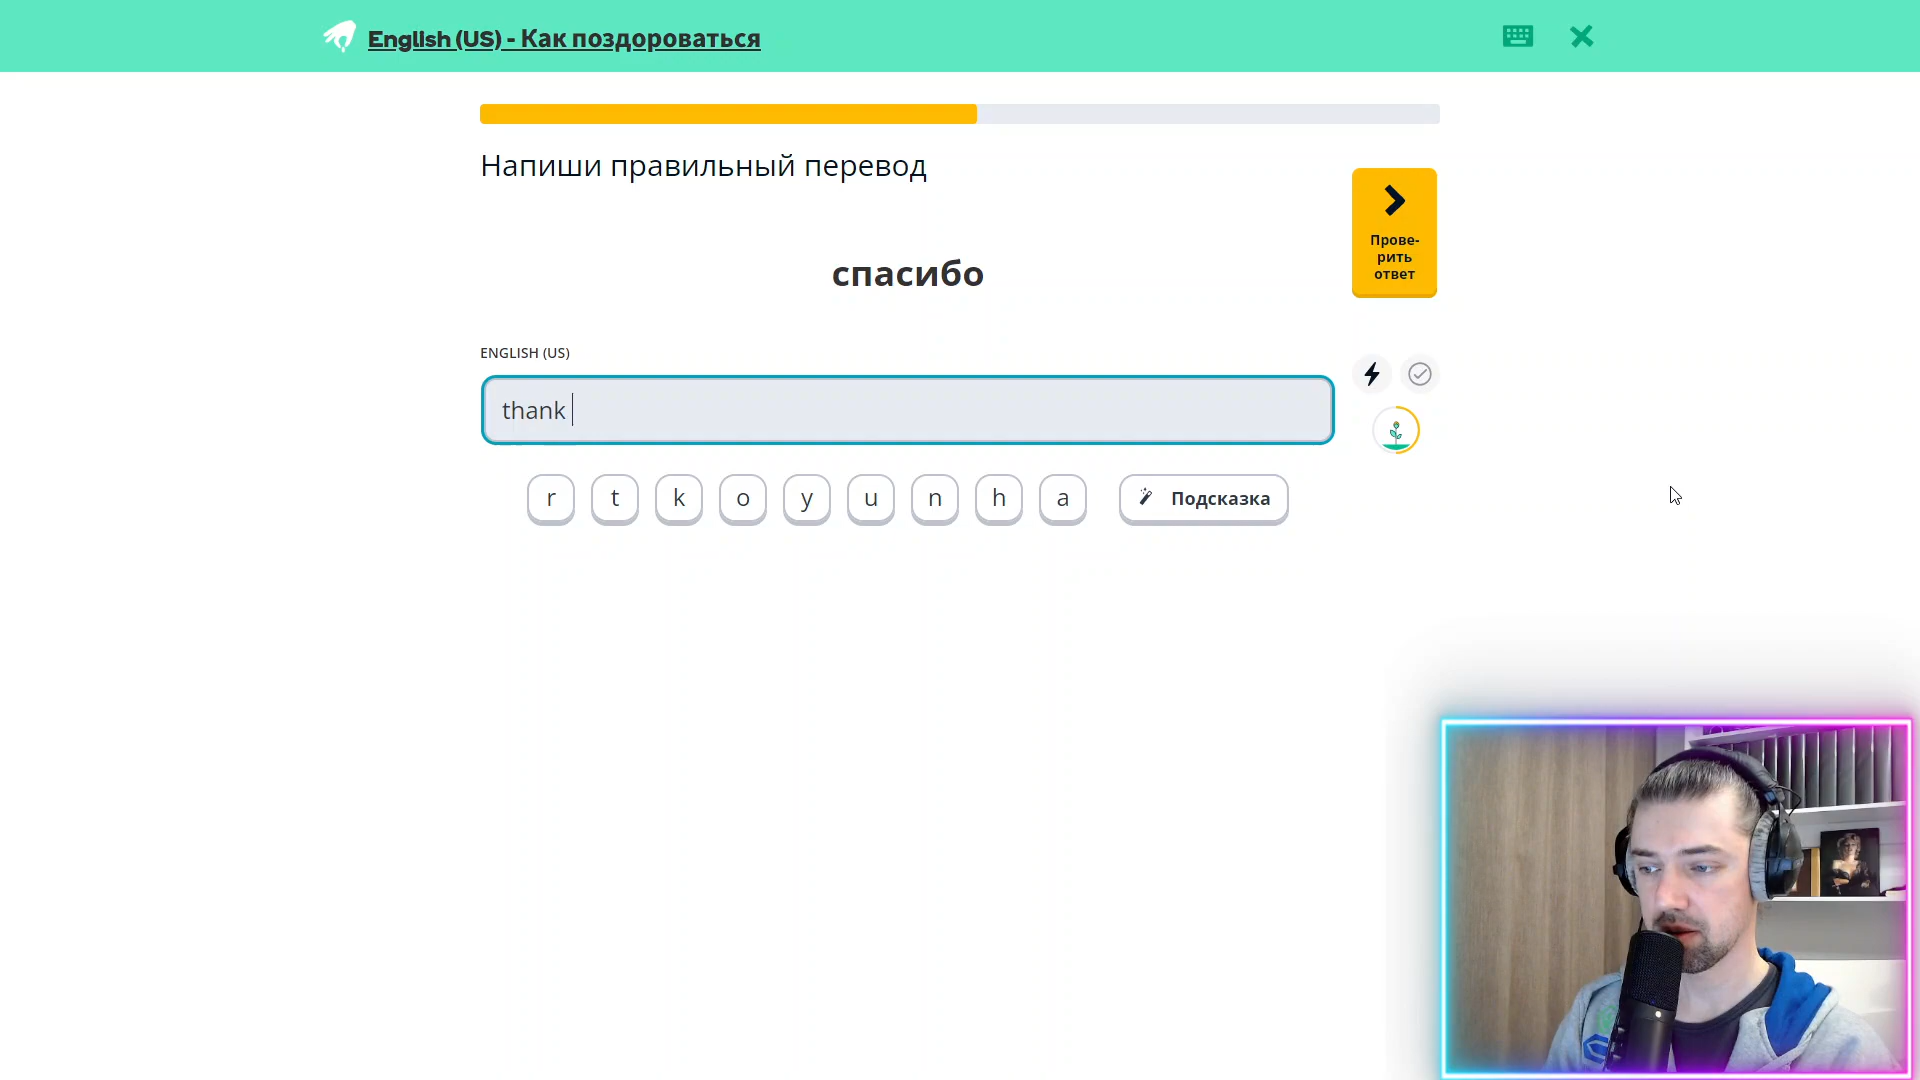 English (US) - Как поздороваться
Напиши правильный перевод
спасибо
Прове-
рить
ответ
ENGLISH (US)
thank
r t k o y u n h a Подсказка